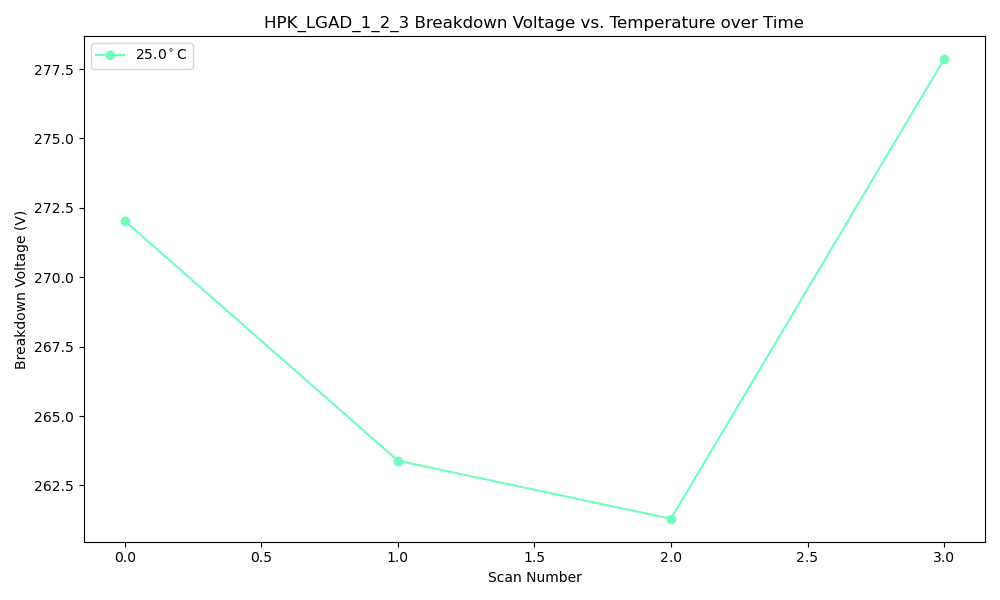 HPK_LGAD_1_2_3 Breakdown Voltage vs. Temperature over Time
25.0°C
277.5
275.0
272.5
270.0
267.5
265.0
262.5
Breakdown Voltage (V)
0.0 0.5 1.0 1.5 2.0 2.5 3.0
Scan Number